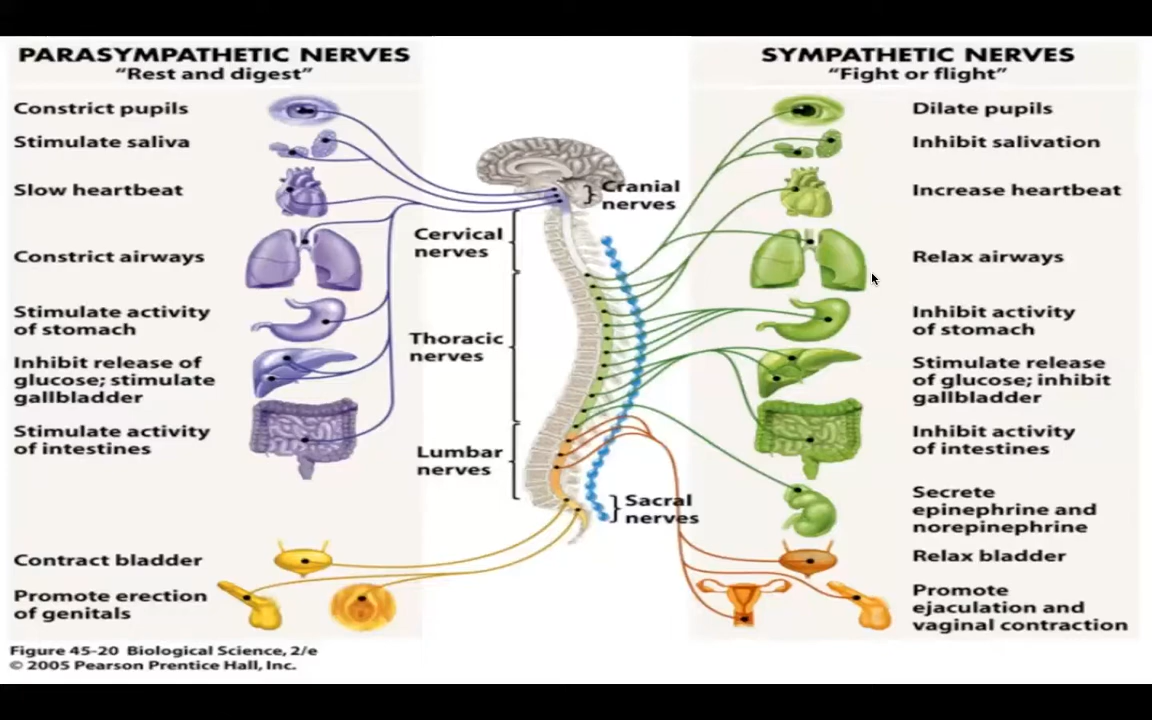 PARASYMPATHETIC NERVES
“Rest and digest”
Constrict pupils
Stimulate saliva
Slow heartbeat
Constrict airways
Stimulate activity
of stomach
Inhibit release of
glucose; stimulate
gallbladder
Stimulate activity
of intestines
Contract bladder
Promote erection
of genitals
Cranial
nerves
Cervical
nerves
Thoracic
nerves
Lumbar
nerves
Sacral
nerves
SYMPATHETIC NERVES
“Fight or flight”
Dilate pupils
Inhibit salivation
Increase heartbeat
Relax airways
Inhibit activity
of stomach
Stimulate release
of glucose; inhibit
gallbladder
Inhibit activity
of intestines
Secrete
epinephrine and
norepinephrine
Relax bladder
Promote
ejaculation and
vaginal contraction
Figure 45-20 Biological Science, 2/e
© 2005 Pearson Prentice Hall, Inc.